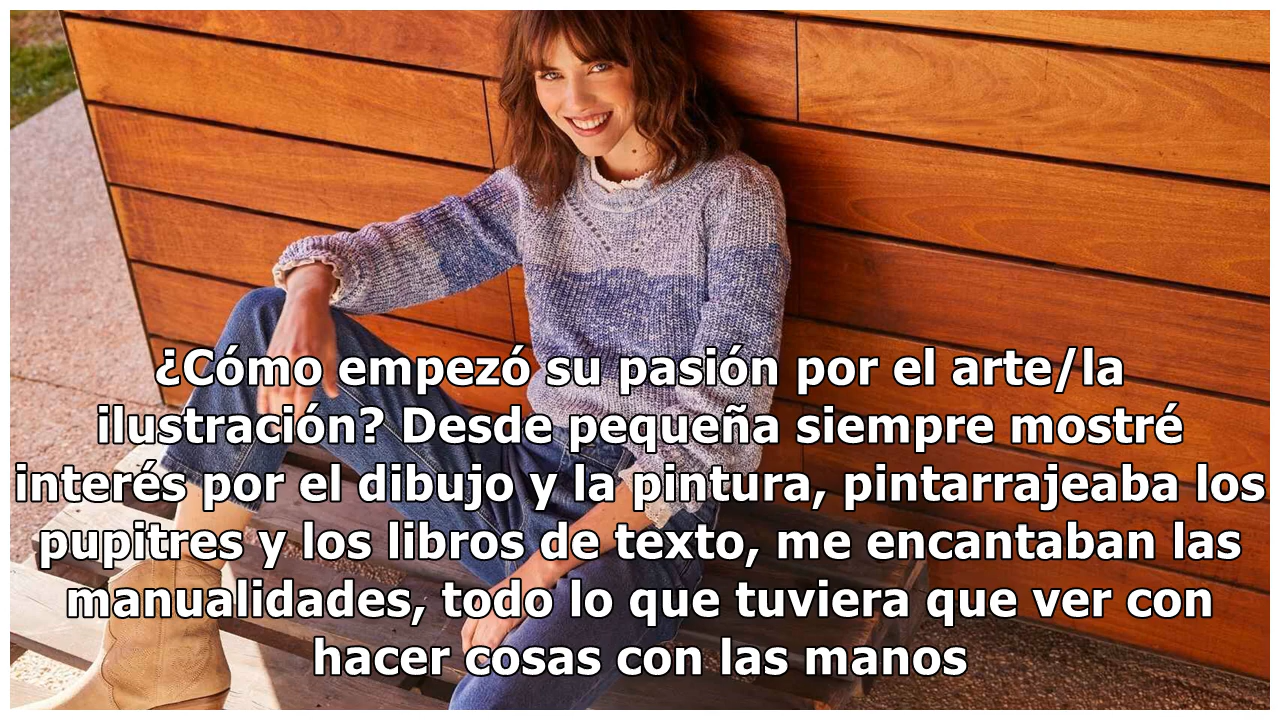 ¿Cómo empezó su pasión por el arte/la
ilustración? Desde pequeña siempre mostré
interés por el dibujo y la pintura, pintarrajeaba los
pupitres y los libros de texto, me encantaban las
manualidades, todo lo que tuviera que ver con
hacer cosas con las manos